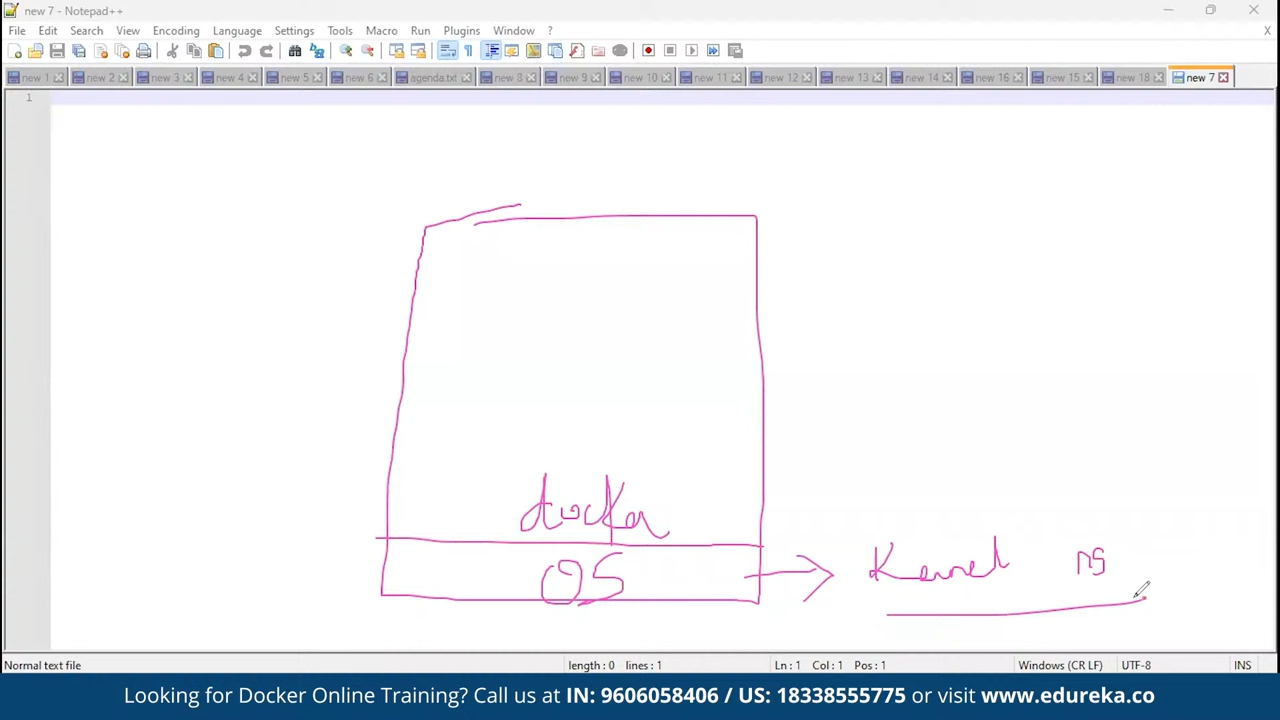 new 7 - Notepad++
File Edit Search View Encoding Language Settings Tools Macro Run Plugins Window ?
X
new 1 new 2 new 3 new 4 new 5 new 6 agenda.txt new 8 new 9 new 10 new 11 new 12 new 13 new 14 new 16 new 15 new 18 new 7
1
docker
OS
Kernel ns
Normal text file length : 0 lines : 1 Ln : 1 Col : 1 Pos : 1 Windows (CR LF) UTF-8 INS
Looking for Docker Online Training? Call us at IN: 9606058406 / US: 18338555775 or visit www.edureka.co